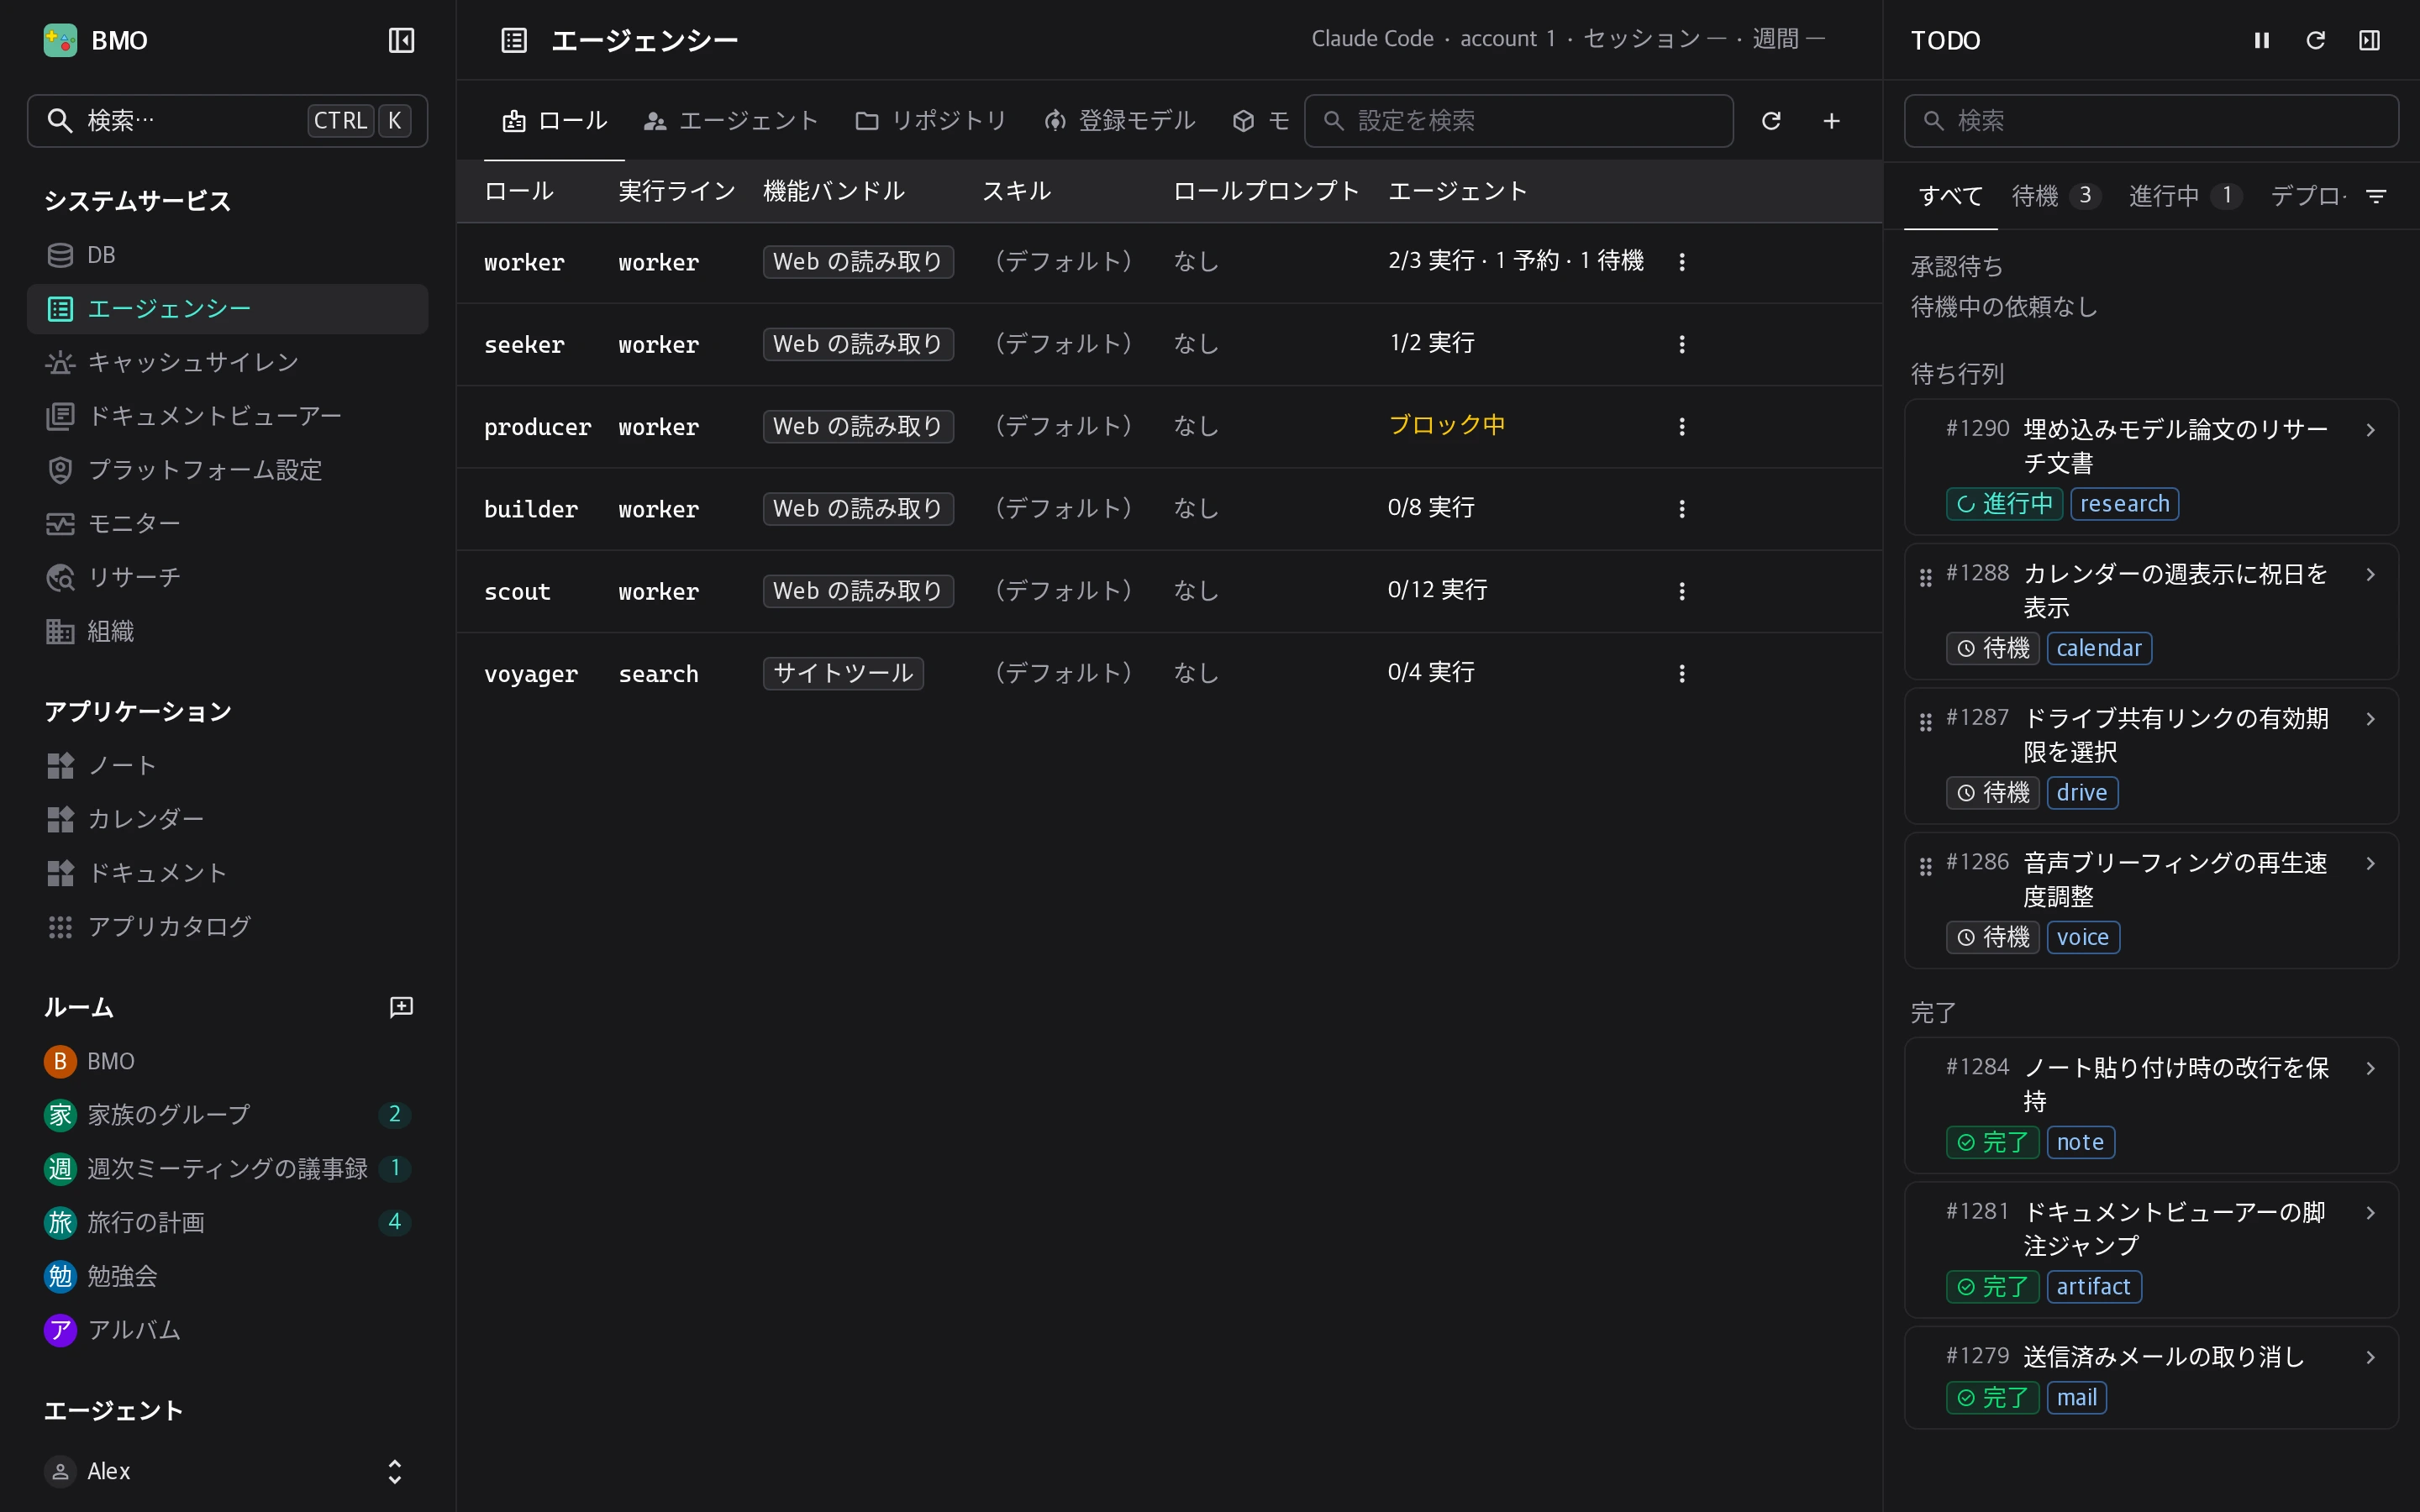 BMO
検索…
CTRL K
システムサービス
DB
エージェンシー
キャッシュサイレン
ドキュメントビューアー
プラットフォーム設定
モニター
リサーチ
組織
アプリケーション
ノート
カレンダー
ドキュメント
アプリカタログ
ルーム
B BMO
家 家族のグループ 2
週 週次ミーティングの議事録 1
旅 旅行の計画 4
勉 勉強会
ア アルバム
エージェント
Alex
エージェンシー
Claude Code · account 1 · セッション — · 週間 —
ロール エージェント リポジトリ 登録モデル モ 設定を検索
ロール 実行ライン 機能バンドル スキル ロールプロンプト エージェント
worker worker Web の読み取り （デフォルト） なし 2/3 実行 · 1 予約 · 1 待機
seeker worker Web の読み取り （デフォルト） なし 1/2 実行
producer worker Web の読み取り （デフォルト） なし ブロック中
builder worker Web の読み取り （デフォルト） なし 0/8 実行
scout worker Web の読み取り （デフォルト） なし 0/12 実行
voyager search サイトツール （デフォルト） なし 0/4 実行
TODO
検索
すべて 待機 3 進行中 1 デプロ
承認待ち
待機中の依頼なし
待ち行列
#1290 埋め込みモデル論文のリサー
チ文書
進行中 research
#1288 カレンダーの週表示に祝日を
表示
待機 calendar
#1287 ドライブ共有リンクの有効期
限を選択
待機 drive
#1286 音声ブリーフィングの再生速
度調整
待機 voice
完了
#1284 ノート貼り付け時の改行を保
持
完了 note
#1281 ドキュメントビューアーの脚
注ジャンプ
完了 artifact
#1279 送信済みメールの取り消し
完了 mail